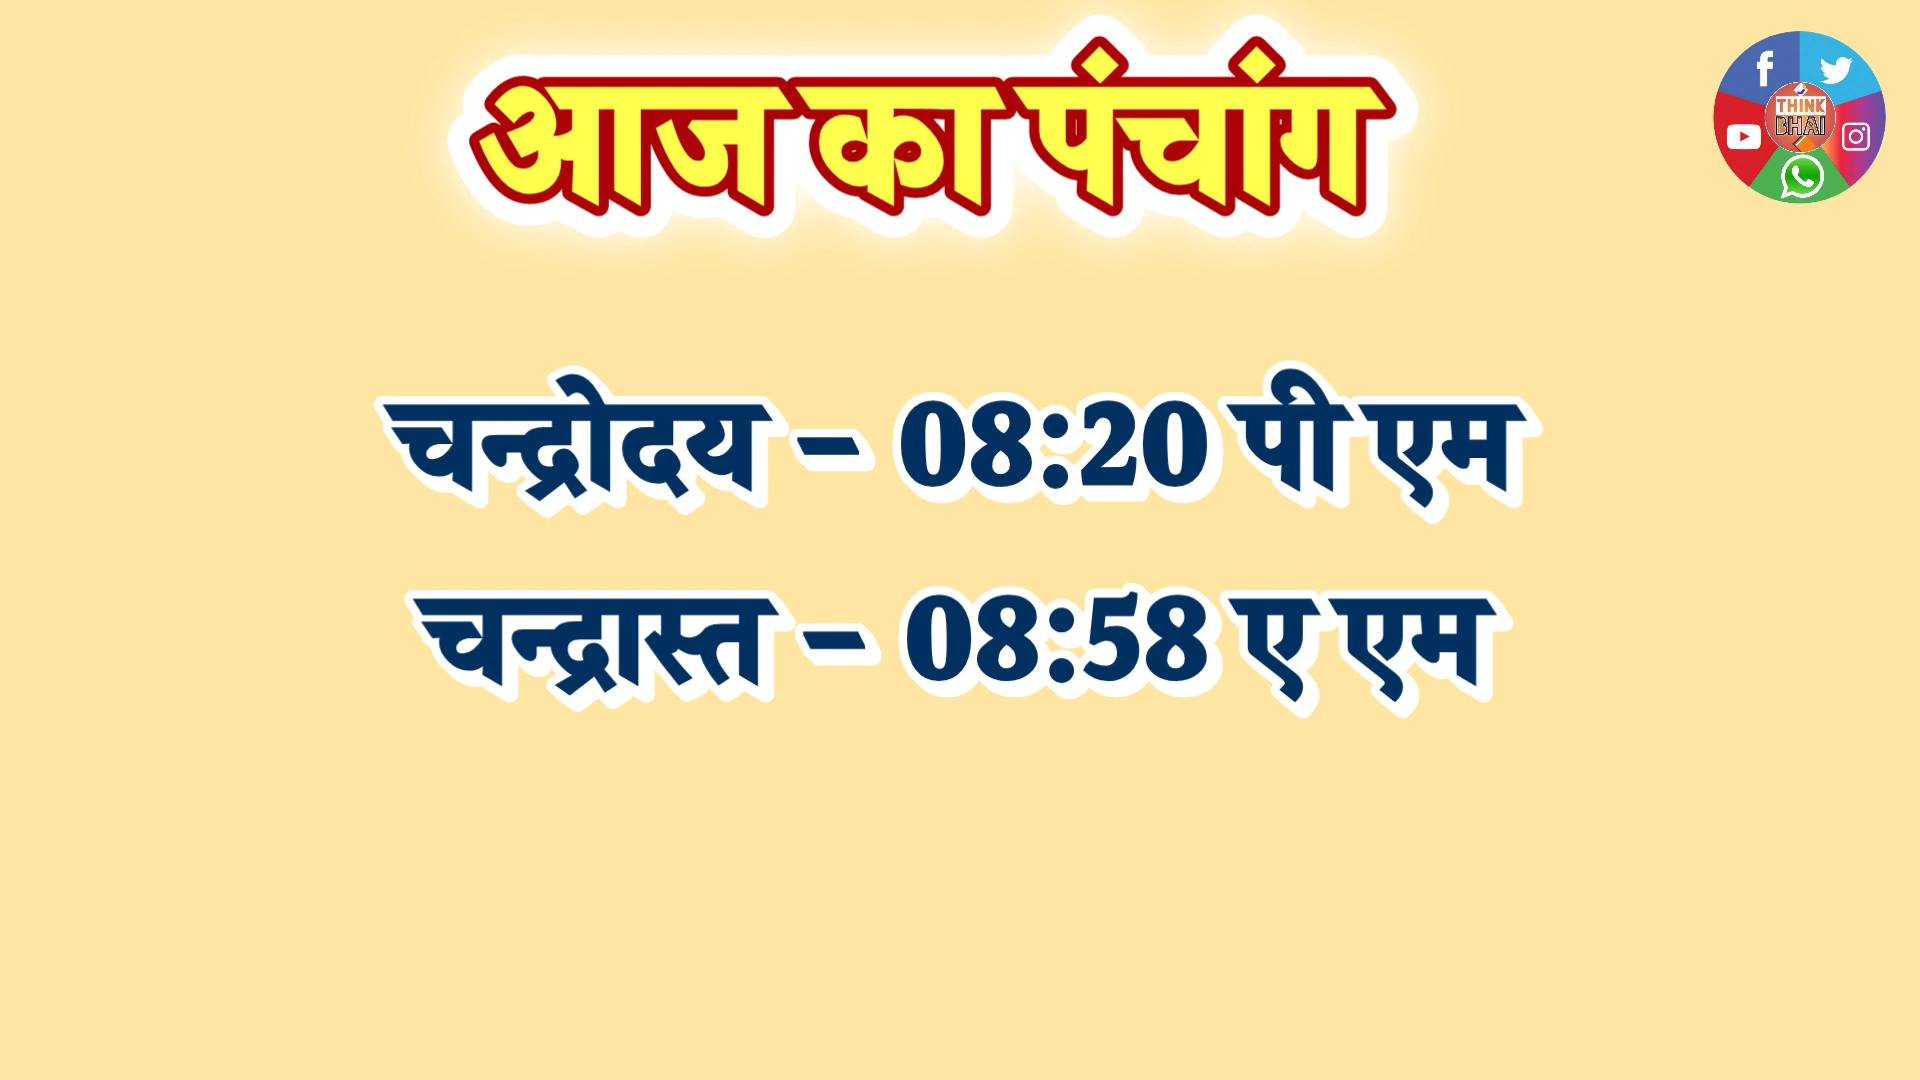 आज का पंचांग
THINK
BHAI
चन्द्रोदय - 08:20 पी एम
चन्द्रास्त - 08:58 ए एम